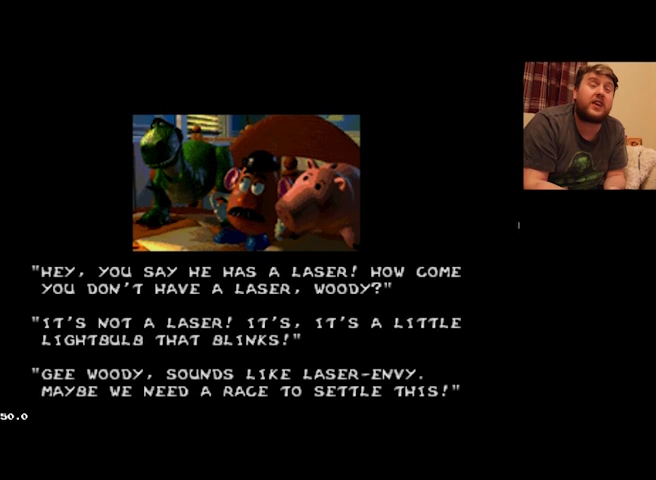 "HEY, YOU SAY HE HAS A LASER! HOW COME
YOU DON'T HAVE A LASER, WOODY?"
"IT'S NOT A LASER! IT'S, IT'S A LITTLE
LIGHTBULB THAT BLINKS!"
"GEE WOODY, SOUNDS LIKE LASER-ENVY.
MAYBE WE NEED A RACE TO SETTLE THIS!"
50.0